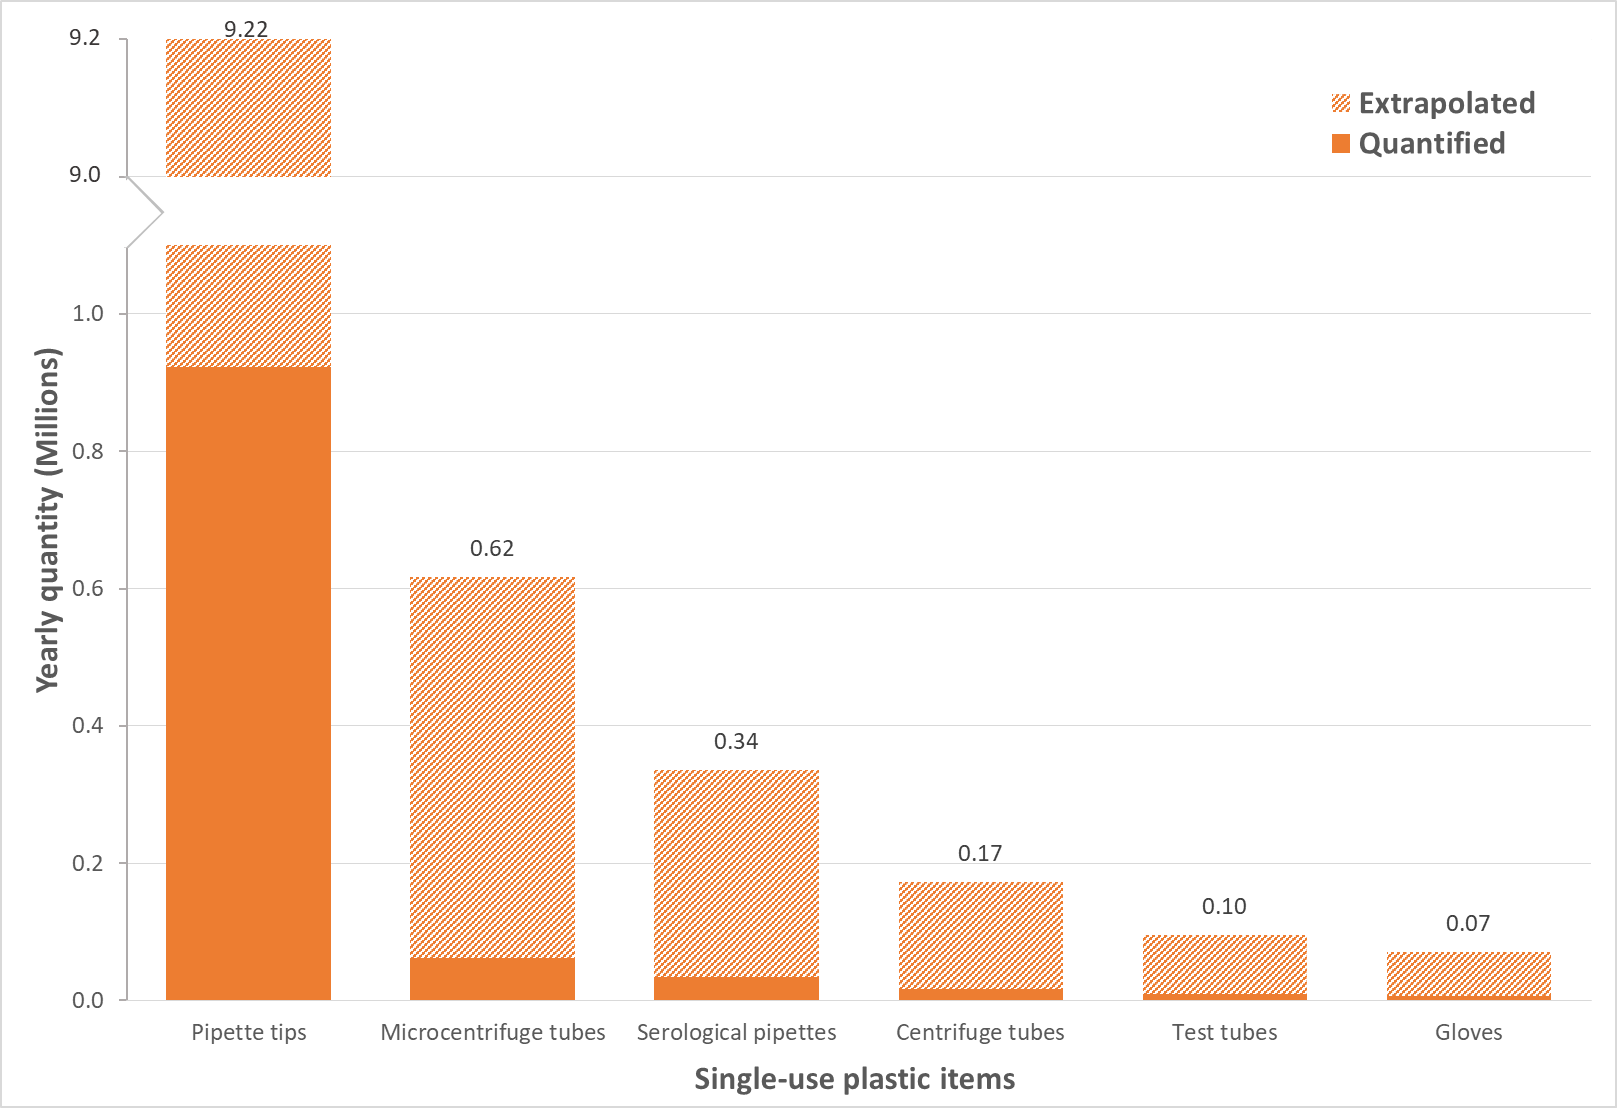 9.22
9.2
9.0
1.0
0.8
0.6
0.4
0.2
0.0
Yearly quantity (Millions)
Extrapolated
Quantified
0.62
0.34
0.17
0.10
0.07
Pipette tips
Microcentrifuge tubes
Serological pipettes
Centrifuge tubes
Test tubes
Gloves
Single-use plastic items